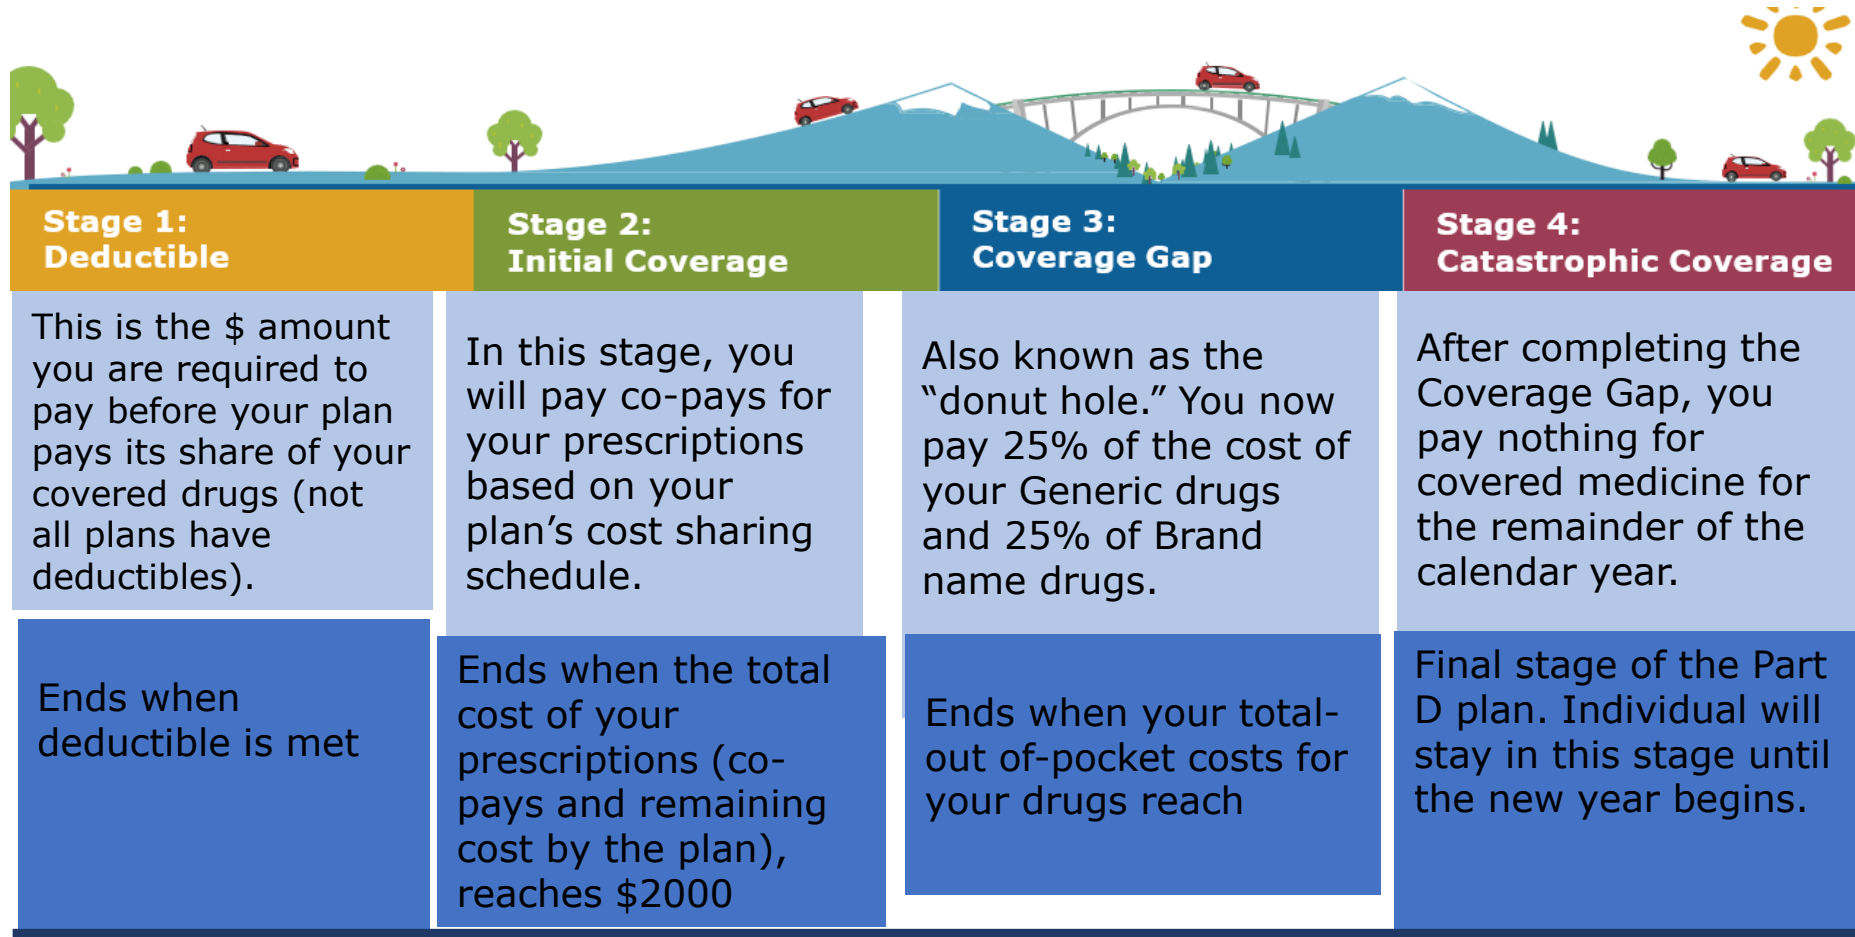 Stage 1:
Deductible
This is the $ amount
you are required to
pay before your plan
pays its share of your
covered drugs (not
all plans have
deductibles).
Ends when
deductible is met
Stage 2:
Initial Coverage
In this stage, you
will pay co-pays for
your prescriptions
based on your
plan’s cost sharing
schedule.
Ends when the total
cost of your
prescriptions (co-
pays and remaining
cost by the plan),
reaches $2000
Stage 3:
Coverage Gap
Also known as the
“donut hole.” You now
pay 25% of the cost of
your Generic drugs
and 25% of Brand
name drugs.
Ends when your total-
out of-pocket costs for
your drugs reach
Stage 4:
Catastrophic Coverage
After completing the
Coverage Gap, you
pay nothing for
covered medicine for
the remainder of the
calendar year.
Final stage of the Part
D plan. Individual will
stay in this stage until
the new year begins.